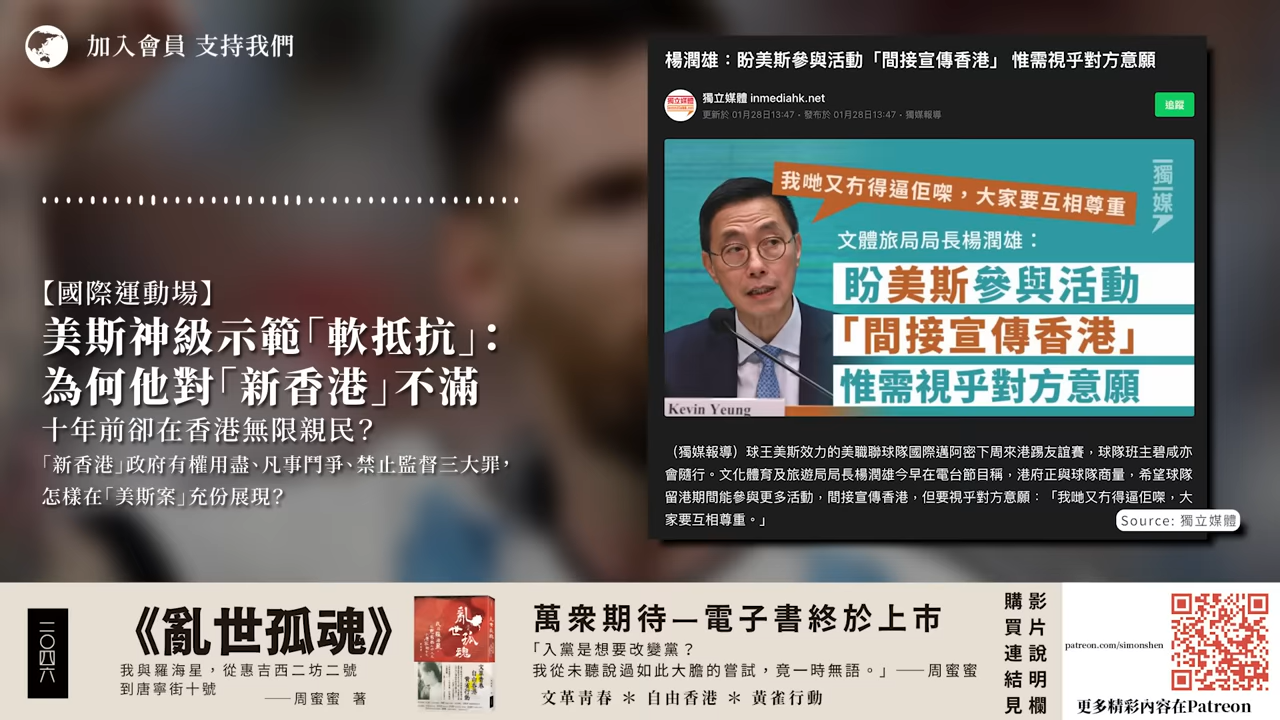 加入會員 支持我們
【國際運動場】
美斯神級示範「軟抵抗」：
為何他對「新香港」不滿
十年前卻在香港無限親民？
「新香港」政府有權用盡、凡事鬥爭、禁止監督三大罪，
怎樣在「美斯案」充份展現？
楊潤雄：盼美斯參與活動「間接宣傳香港」 惟需視乎對方意願
獨立媒體 inmediahk.net
更新於 01月28日13:47・發布於 01月28日13:47・獨媒報導
追蹤
我哋又冇得逼佢㗎，大家要互相尊重
獨媒
文體旅局局長楊潤雄：
盼美斯參與活動
「間接宣傳香港」
惟需視乎對方意願
Kevin Yeung
（獨媒報導）球王美斯效力的美職聯球隊國際邁阿密下周來港踢友誼賽，球隊班主碧咸亦
會隨行。文化體育及旅遊局局長楊潤雄今早在電台節目稱，港府正與球隊商量，希望球隊
留港期間能參與更多活動，間接宣傳香港，但要視乎對方意願：「我哋又冇得逼佢㗎，大
家要互相尊重。」
Source: 獨立媒體
二〇四六
《亂世孤魂》
我與羅海星，從惠吉西二坊二號
到唐寧街十號
——周蜜蜜 著
亂世孤魂
萬衆期待—電子書終於上市
「入黨是想要改變黨？
我從未聽說過如此大膽的嘗試，竟一時無語。」——周蜜蜜
文革青春 ＊ 自由香港 ＊ 黃雀行動
購買連結見
影片說明欄
patreon.com/simonshen
更多精彩內容在Patreon